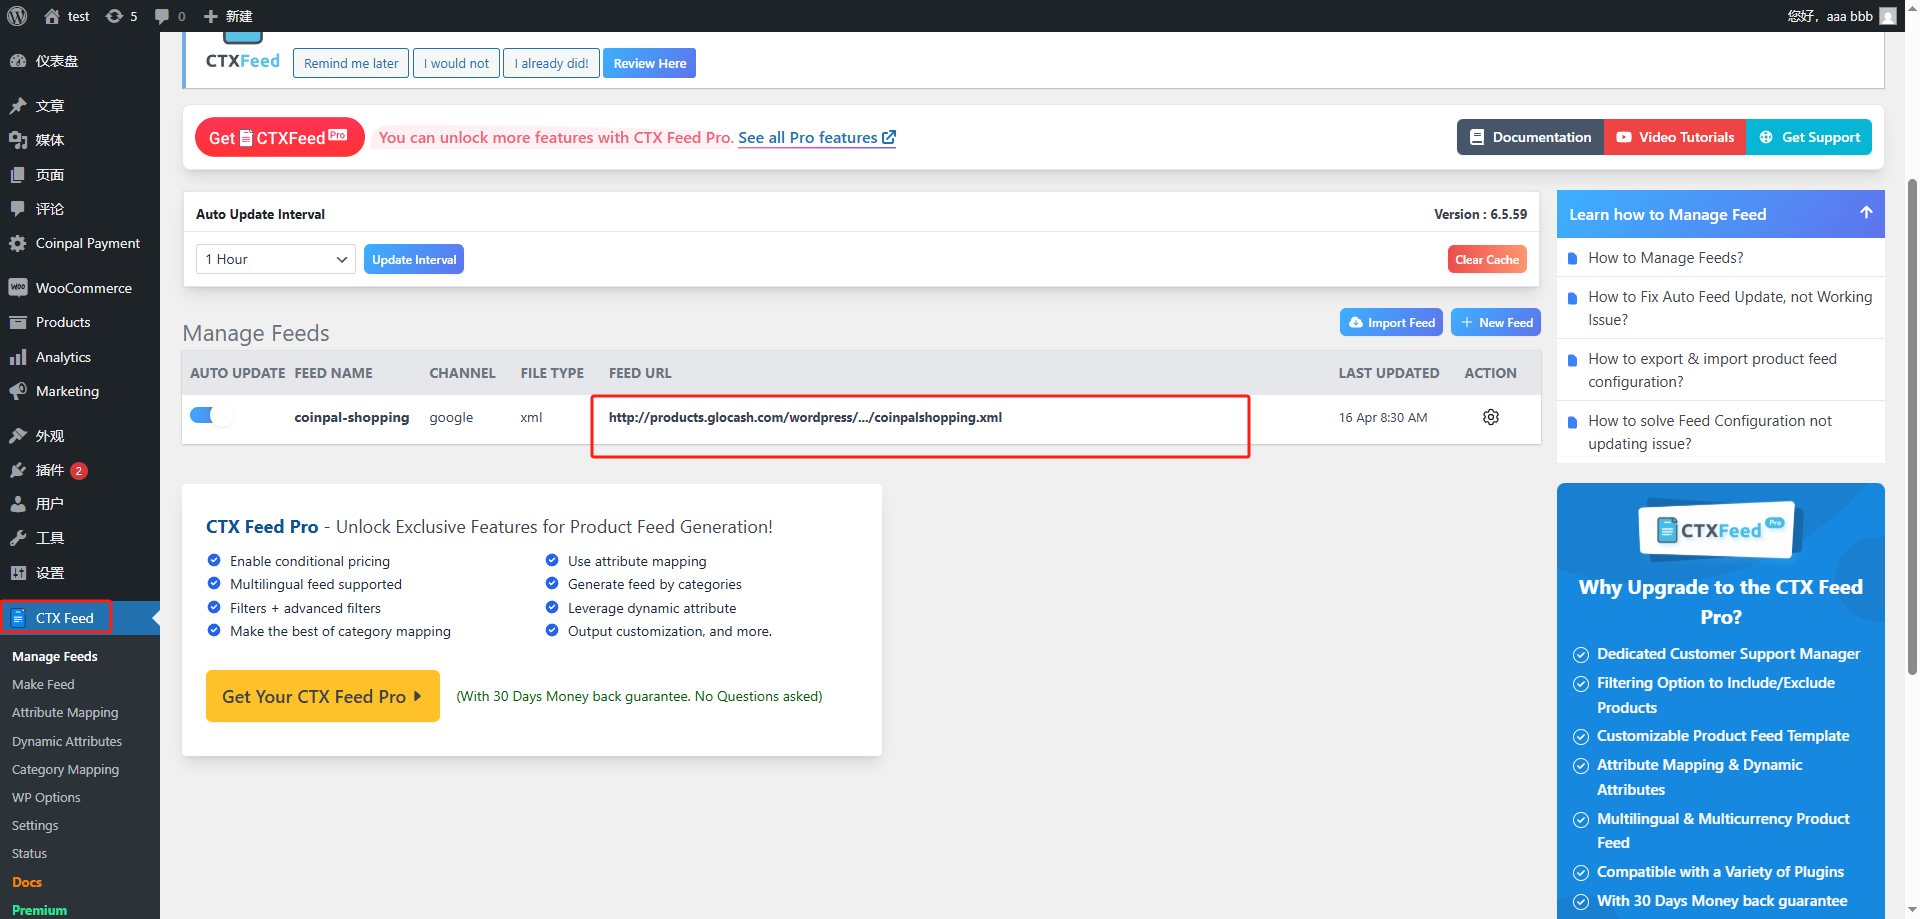 test 5 0 新建 您好，aaa bbb
仪表盘
文章
媒体
页面
评论
Coinpal Payment
WooCommerce
Products
Analytics
Marketing
外观
插件 2
用户
工具
设置
CTX Feed
Manage Feeds
Make Feed
Attribute Mapping
Dynamic Attributes
Category Mapping
WP Options
Settings
Status
Docs
Premium
CTXFeed Remind me later I would not I already did! Review Here
Get CTXFeed Pro You can unlock more features with CTX Feed Pro. See all Pro features Documentation Video Tutorials Get Support
Auto Update Interval Version : 6.5.59
1 Hour Update Interval Clear Cache
Manage Feeds Import Feed New Feed
AUTO UPDATE FEED NAME CHANNEL FILE TYPE FEED URL LAST UPDATED ACTION
coinpal-shopping google xml http://products.glocash.com/wordpress/.../coinpalshopping.xml 16 Apr 8:30 AM
CTX Feed Pro - Unlock Exclusive Features for Product Feed Generation!
Enable conditional pricing Use attribute mapping
Multilingual feed supported Generate feed by categories
Filters + advanced filters Leverage dynamic attribute
Make the best of category mapping Output customization, and more.
Get Your CTX Feed Pro (With 30 Days Money back guarantee. No Questions asked)
Learn how to Manage Feed
How to Manage Feeds?
How to Fix Auto Feed Update, not Working
Issue?
How to export & import product feed
configuration?
How to solve Feed Configuration not
updating issue?
CTXFeed Pro
Why Upgrade to the CTX Feed
Pro?
Dedicated Customer Support Manager
Filtering Option to Include/Exclude
Products
Customizable Product Feed Template
Attribute Mapping & Dynamic
Attributes
Multilingual & Multicurrency Product
Feed
Compatible with a Variety of Plugins
With 30 Days Money back guarantee